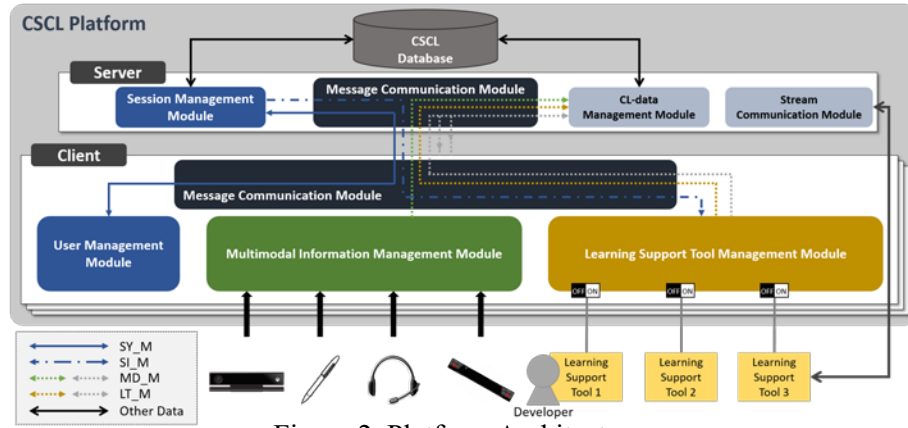 CSCL Platform
CSCL
Database
Server
Session Management
Module
Message Communication Module
CL-data
Management Module
Stream
Communication Module
Client
Message Communication Module
User Management
Module
Multimodal Information Management Module
Learning Support Tool Management Module
OFF ON
OFF ON
OFF ON
SY_M
SI_M
MD_M
LT_M
Other Data
Developer
Learning
Support
Tool 1
Learning
Support
Tool 2
Learning
Support
Tool 3